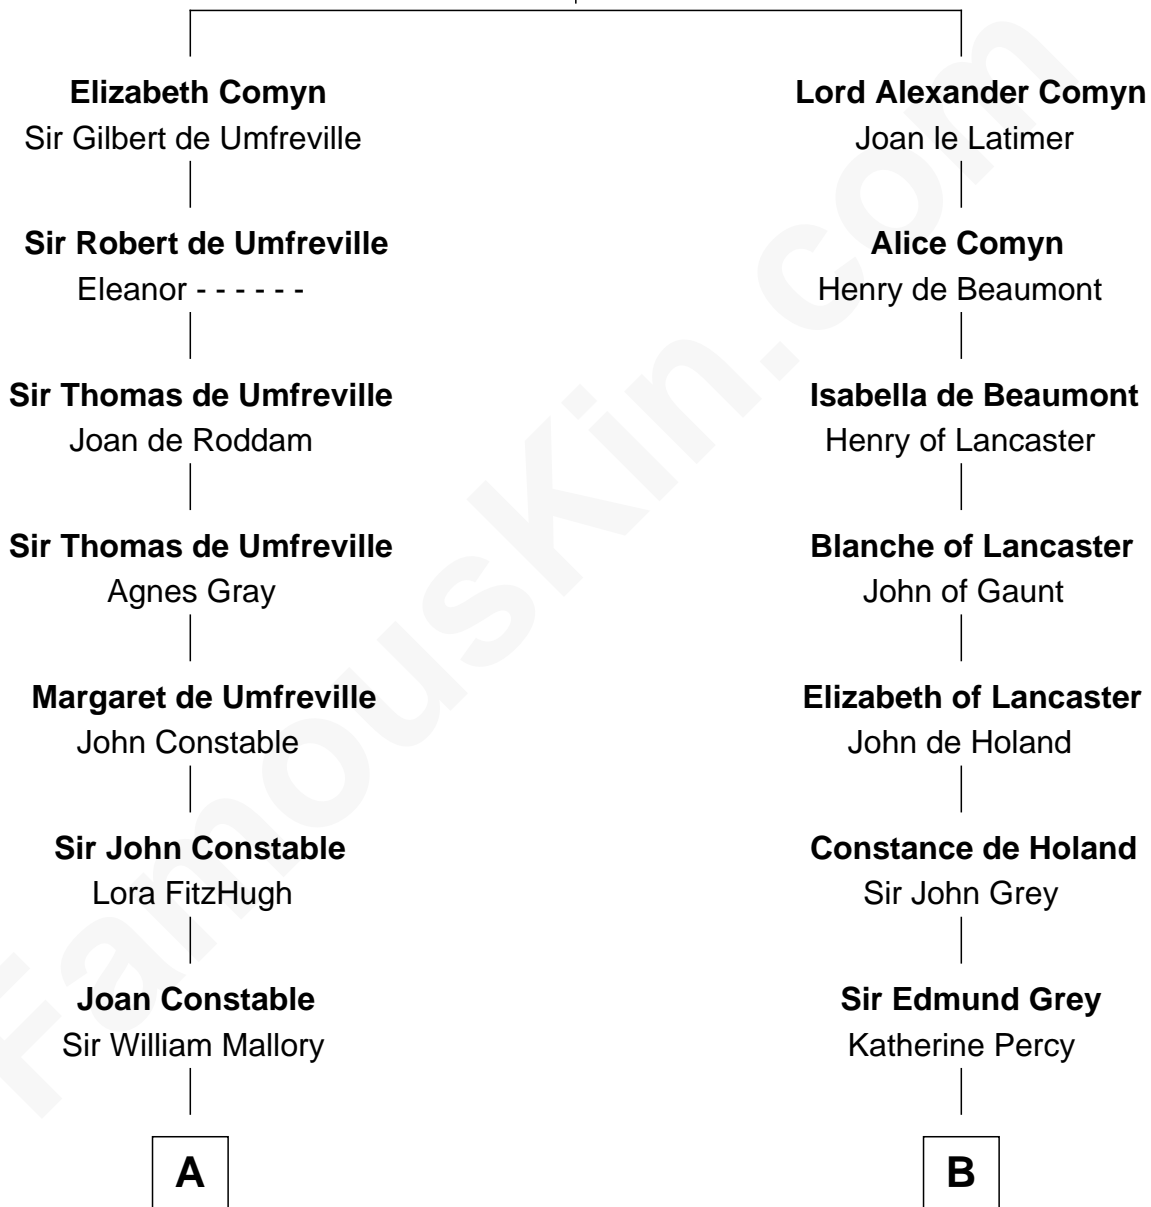 Elizabeth Comyn
Sir Gilbert de Umfreville
Sir Robert de Umfreville
Eleanor - - - - - -
Sir Thomas de Umfreville
Joan de Roddam
Sir Thomas de Umfreville
Agnes Gray
Margaret de Umfreville
John Constable
Sir John Constable
Lora FitzHugh
Joan Constable
Sir William Mallory
A
Lord Alexander Comyn
Joan le Latimer
Alice Comyn
Henry de Beaumont
Isabella de Beaumont
Henry of Lancaster
Blanche of Lancaster
John of Gaunt
Elizabeth of Lancaster
John de Holand
Constance de Holand
Sir John Grey
Sir Edmund Grey
Katherine Percy
B
FamousKin.com